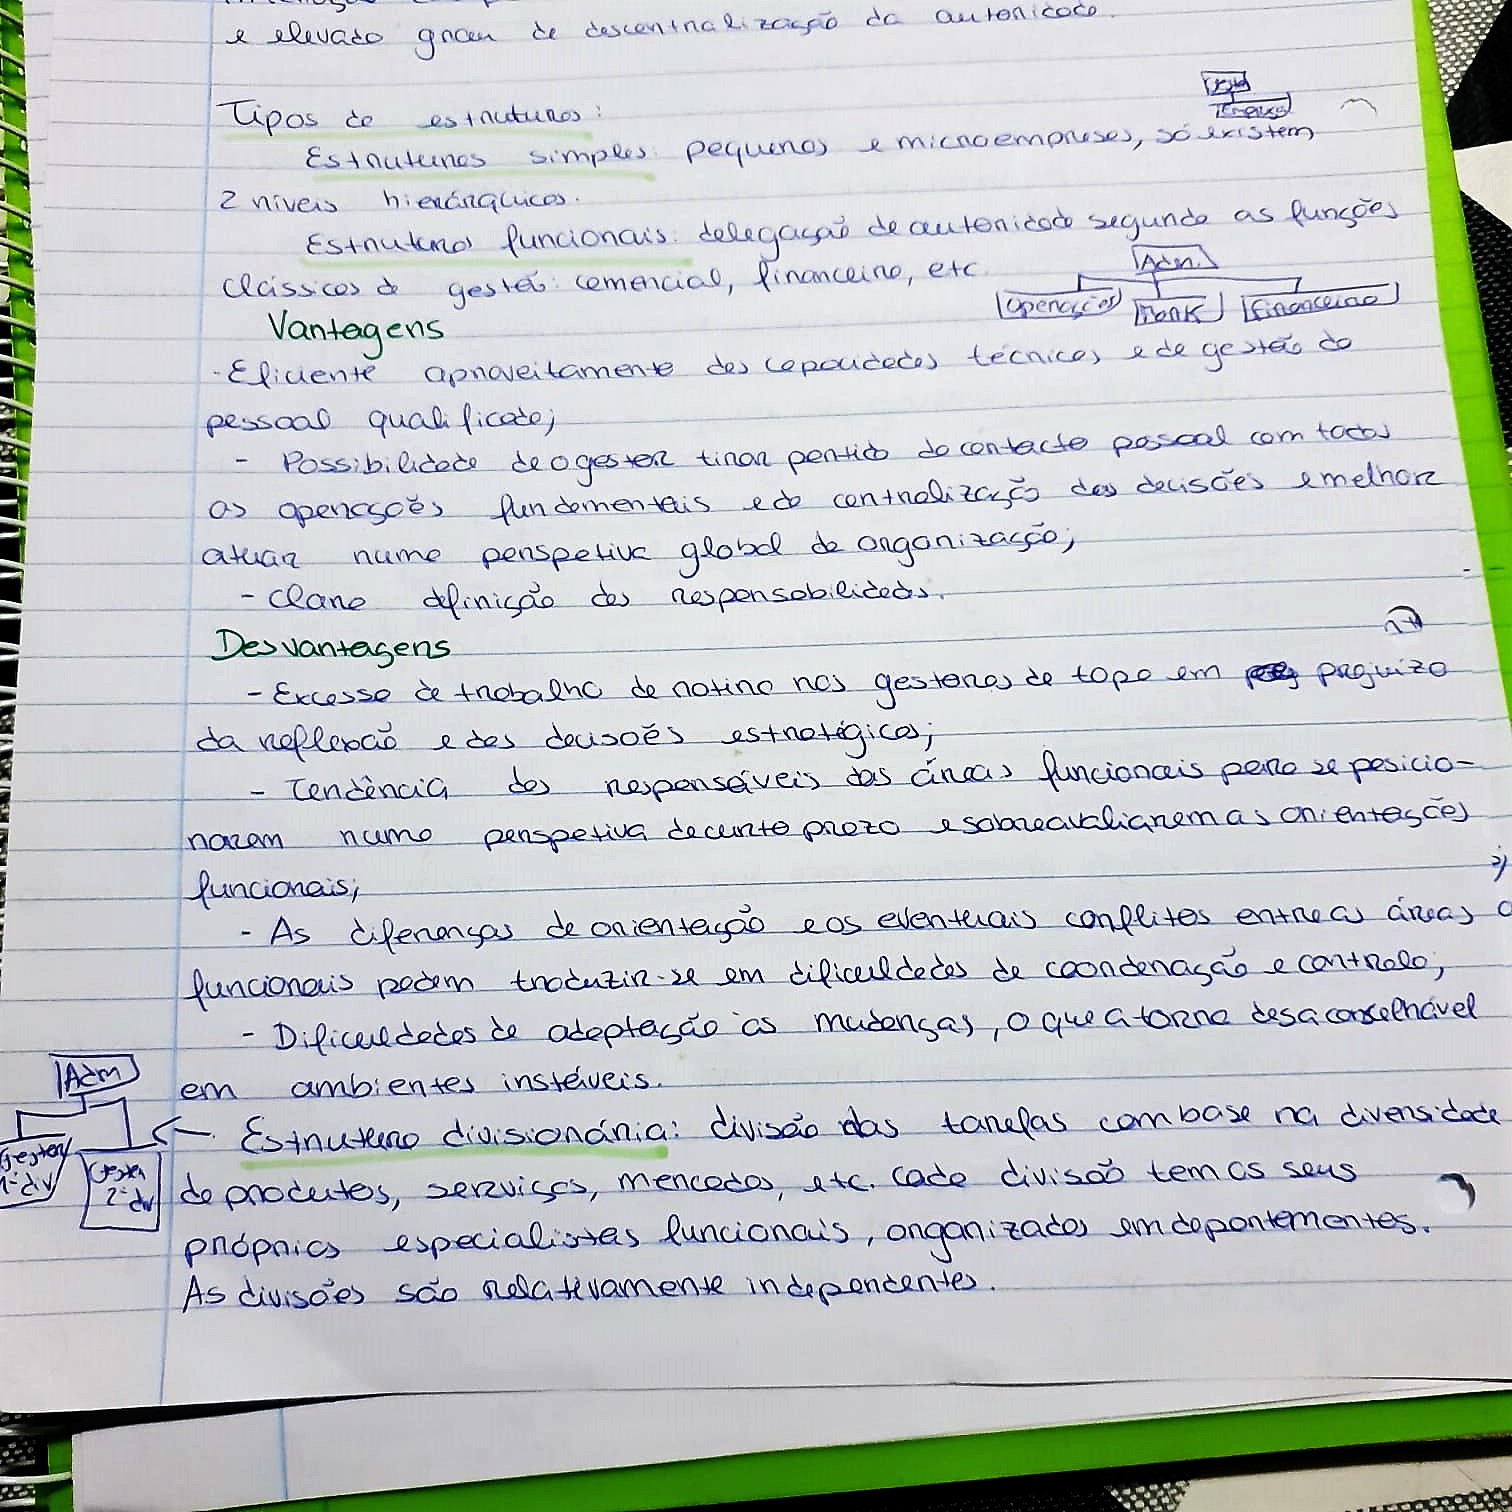 e elevado grau de descentralização da autoridade.
Tipos de estruturas:
Estruturas simples: pequenas e microempresas, só existem
2 níveis hierárquicos.
Estruturas funcionais: delegação de autoridade segundo as funções
clássicas de gestão: comercial, financeira, etc.
Adm.
Operações
Mark
Financeira
Vantagens
- Eficiente aproveitamento das capacidades técnicas e de gestão do
pessoal qualificado;
- Possibilidade de o gestor tirar partido do contacto pessoal com todas
as operações fundamentais e da centralização das decisões e melhor
atuar numa perspetiva global da organização;
- Clara definição das responsabilidades.
Desvantagens
- Excesso de trabalho de rotina nos gestores de topo em prejuízo
da reflexão e das decisões estratégicas;
- Tendência dos responsáveis das áreas funcionais para se posicio-
narem numa perspetiva de curto prazo e sobreavaliarem as orientações
funcionais;
- As diferenças de orientação e os eventuais conflitos entre as áreas
funcionais podem traduzir-se em dificuldades de coordenação e controlo;
- Dificuldades de adaptação às mudanças, o que a torna desaconselhável
em ambientes instáveis.
Adm
Gestor
1ª div
Gestor
2ª div
Estrutura divisionária: divisão das tarefas com base na diversidade
de produtos, serviços, mercados, etc. Cada divisão tem os seus
próprios especialistas funcionais, organizados em departamentos.
As divisões são relativamente independentes.